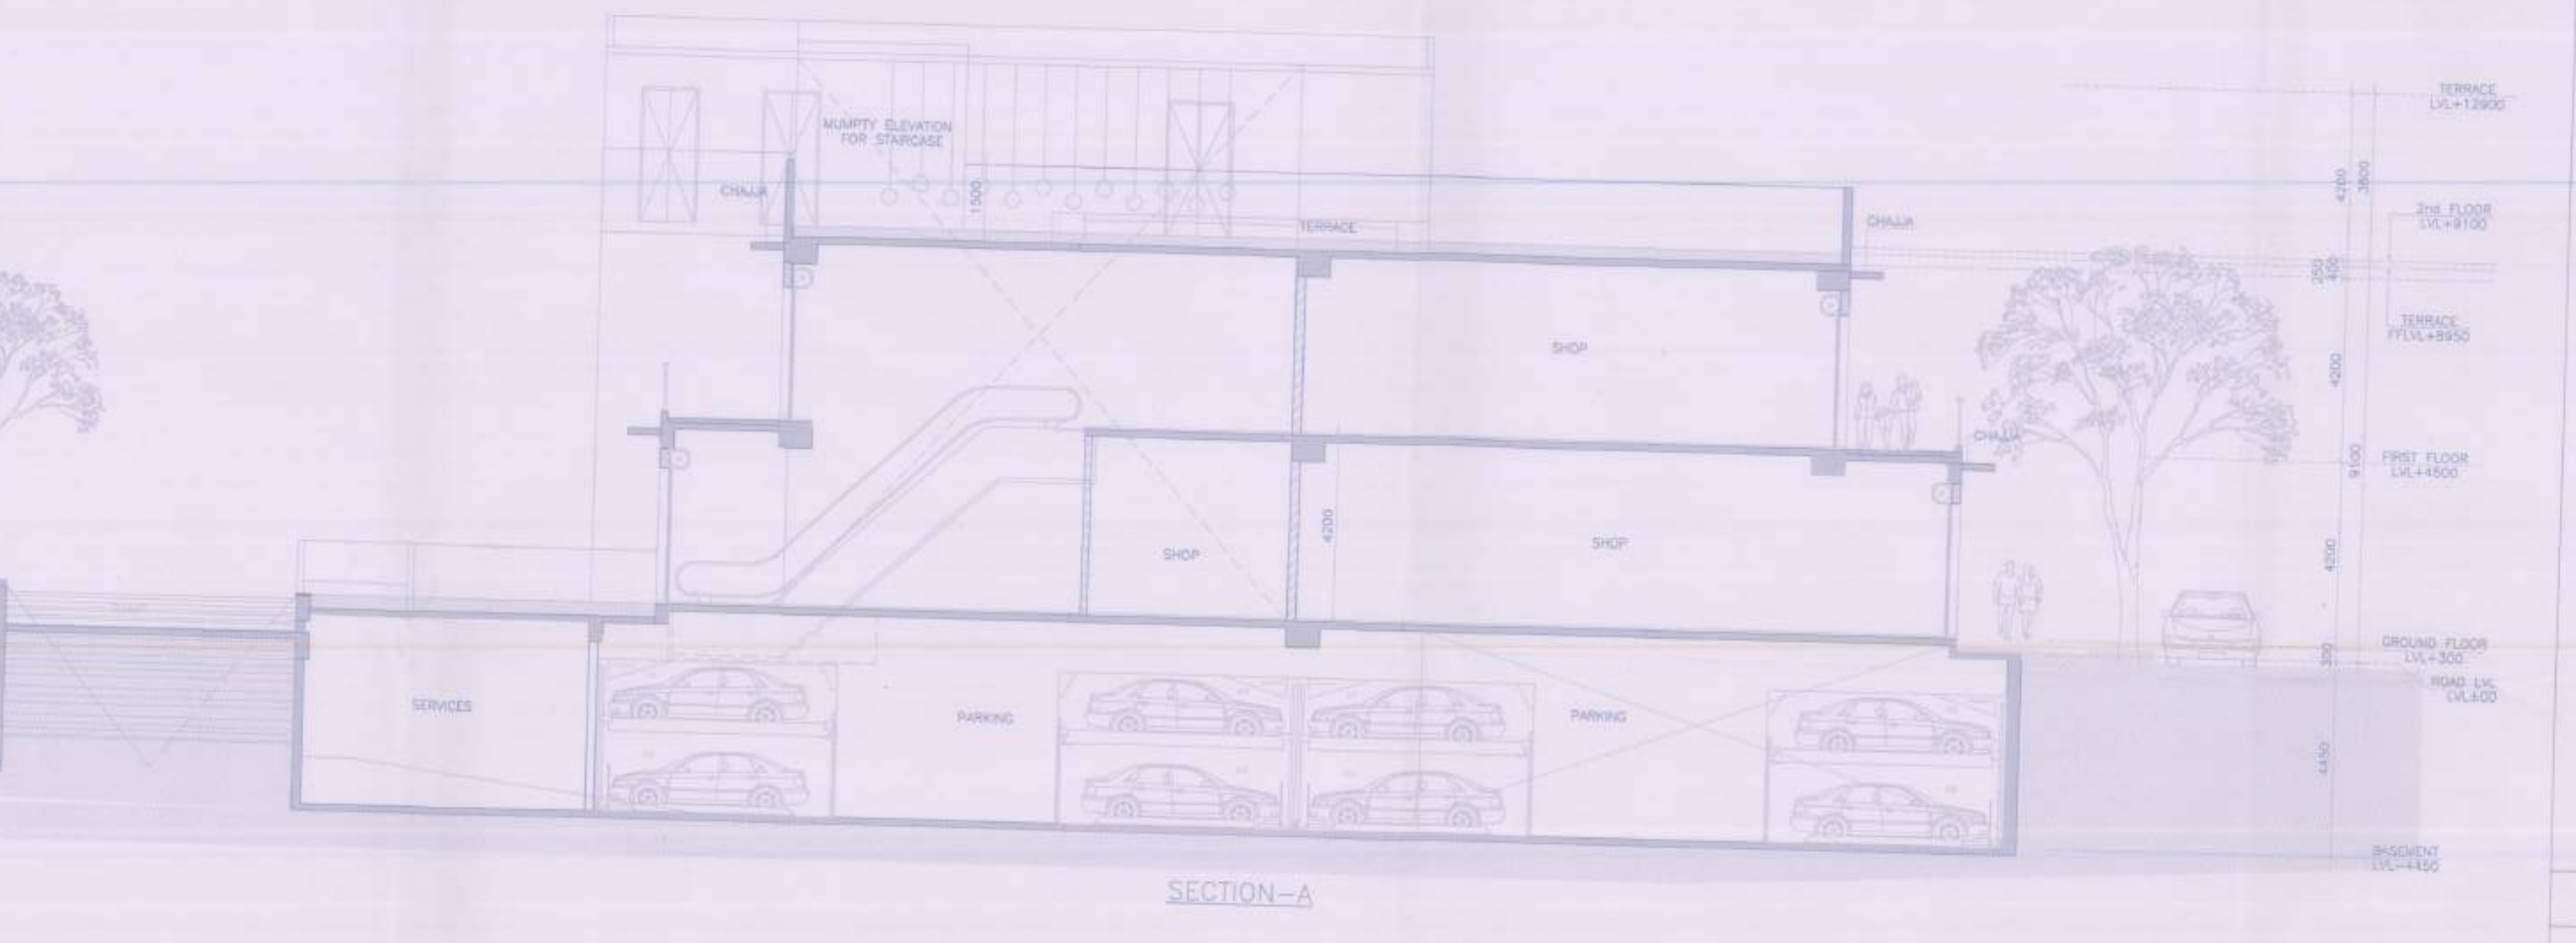 TERRACE
LVL+12900
MUMPTY ELEVATION
FOR STAIRCASE
CHAJJA
1500
TERRACE
CHAJJA
4200
3800
2nd FLOOR
LVL+9100
250
400
TERRACE
FFLVL+8950
SHOP
4200
CHAJJA
FIRST FLOOR
LVL+4500
9100
4200
SHOP
SHOP
4200
GROUND FLOOR
LVL+300
300
ROAD LVL
LVL±00
SERVICES
PARKING
PARKING
4450
BASEMENT
LVL-4450
SECTION-A